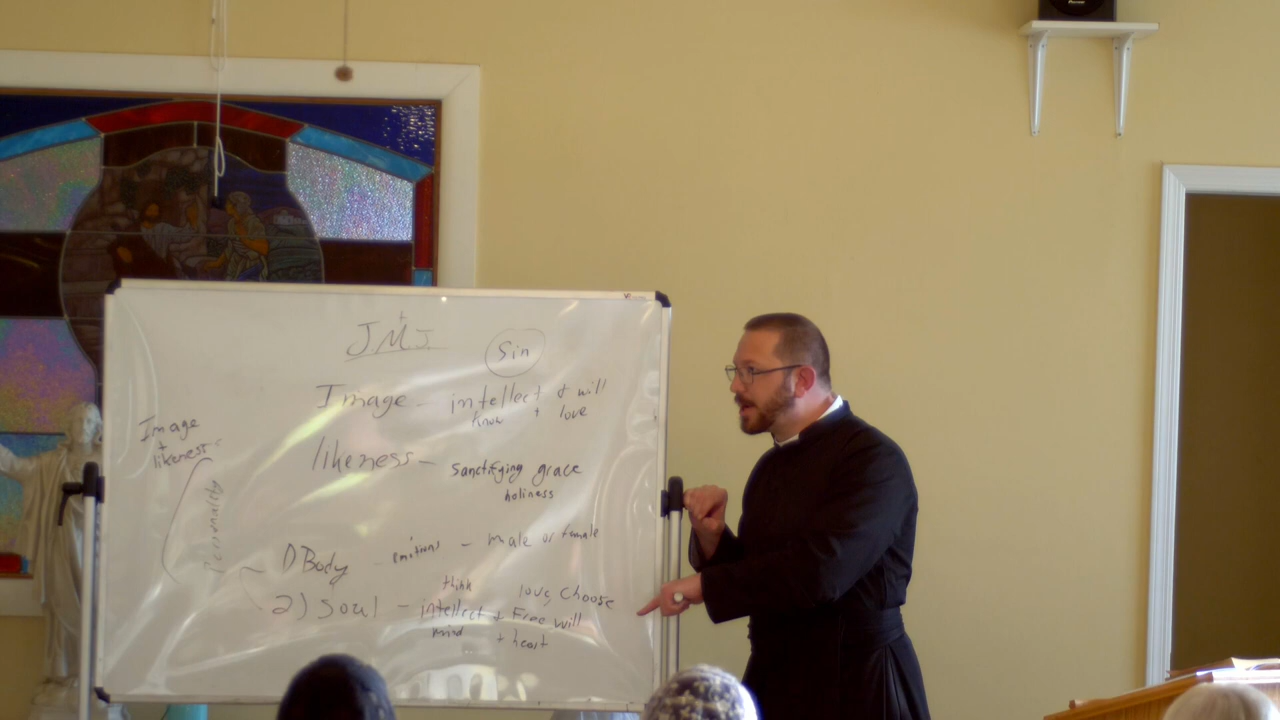 J.M.J.
Sin
Image - intellect & will
know + love
Image
+
likeness
likeness - sanctifying grace
holiness
Personality
1) Body - emotions - male or female
think love, choose
2) Soul - intellect & Free will
mind + heart
Pioneer